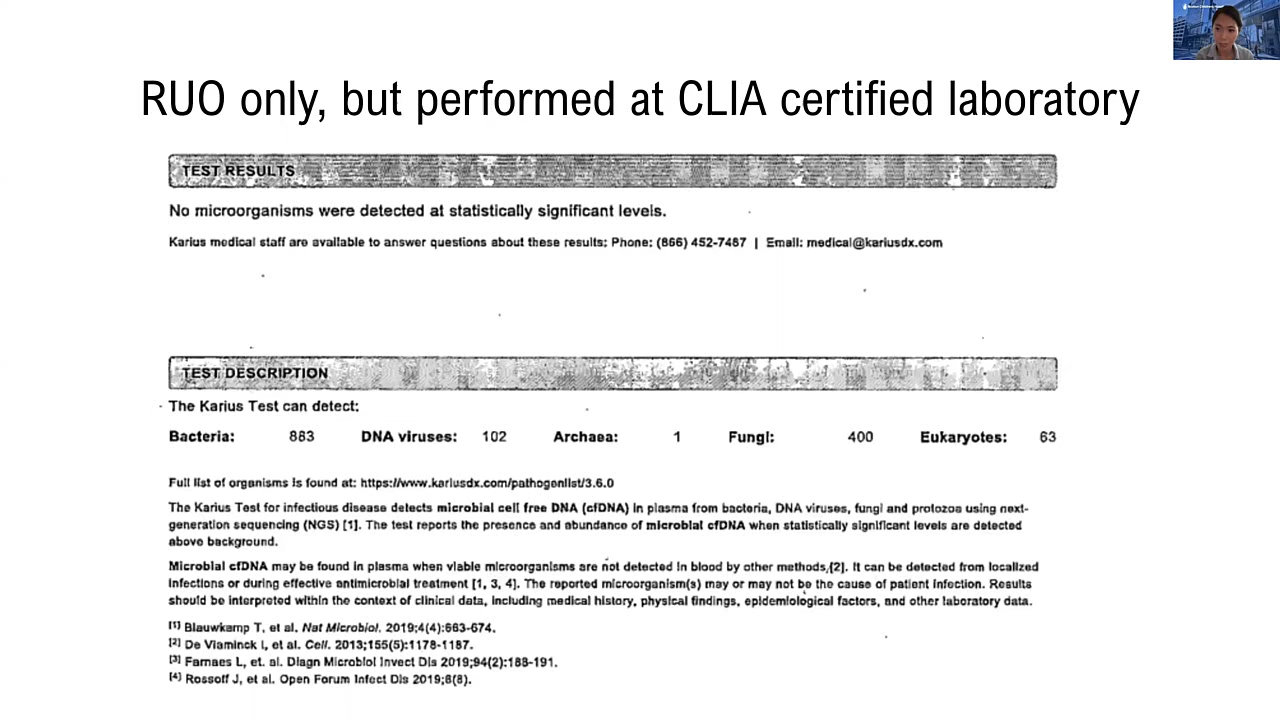 RUO only, but performed at CLIA certified laboratory
TEST RESULTS
No microorganisms were detected at statistically significant levels.
Karius medical staff are available to answer questions about these results: Phone: (866) 452-7487 | Email: medical@kariusdx.com
TEST DESCRIPTION
The Karius Test can detect:
Bacteria: 883 DNA viruses: 102 Archaea: 1 Fungi: 400 Eukaryotes: 63
Full list of organisms is found at: https://www.kariusdx.com/pathogenlist/3.6.0
The Karius Test for infectious disease detects microbial cell free DNA (cfDNA) in plasma from bacteria, DNA viruses, fungi and protozoa using next-
generation sequencing (NGS) [1]. The test reports the presence and abundance of microbial cfDNA when statistically significant levels are detected
above background.
Microbial cfDNA may be found in plasma when viable microorganisms are not detected in blood by other methods,[2]. It can be detected from localized
infections or during effective antimicrobial treatment [1, 3, 4]. The reported microorganism(s) may or may not be the cause of patient infection. Results
should be interpreted within the context of clinical data, including medical history, physical findings, epidemiological factors, and other laboratory data.
[1] Blauwkamp T, et al. Nat Microbiol. 2019;4(4):663-674.
[2] De Vlaminck I, et al. Cell. 2013;155(5):1178-1187.
[3] Farnaes L, et. al. Diagn Microbiol Invect Dis 2019;94(2):188-191.
[4] Rossoff J, et al. Open Forum Infect Dis 2019;6(8).